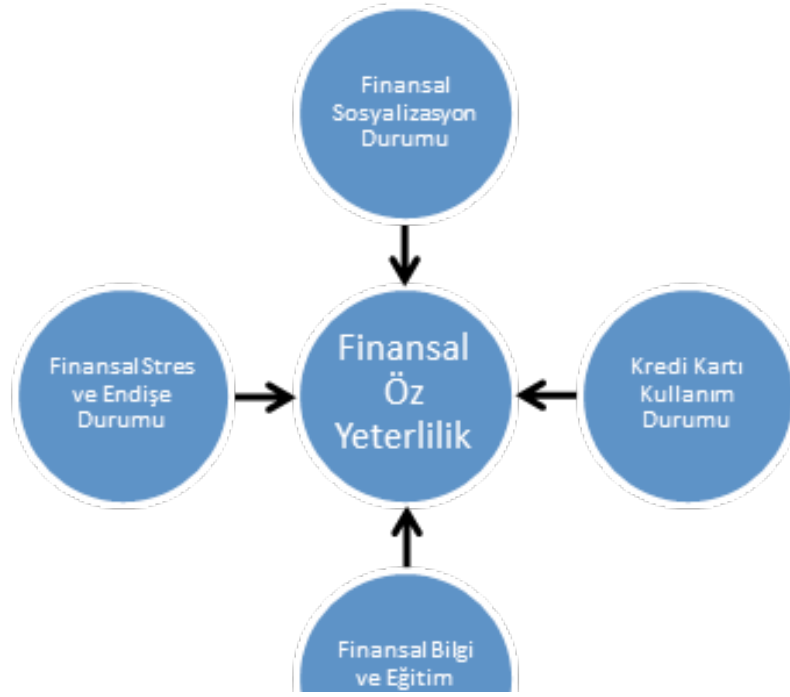 Finansal
Sosyalizasyon
Durumu
Finansal Stres
ve Endişe
Durumu
Finansal
Öz
Yeterlilik
Kredi Kartı
Kullanım
Durumu
Finansal Bilgi
ve Eğitim